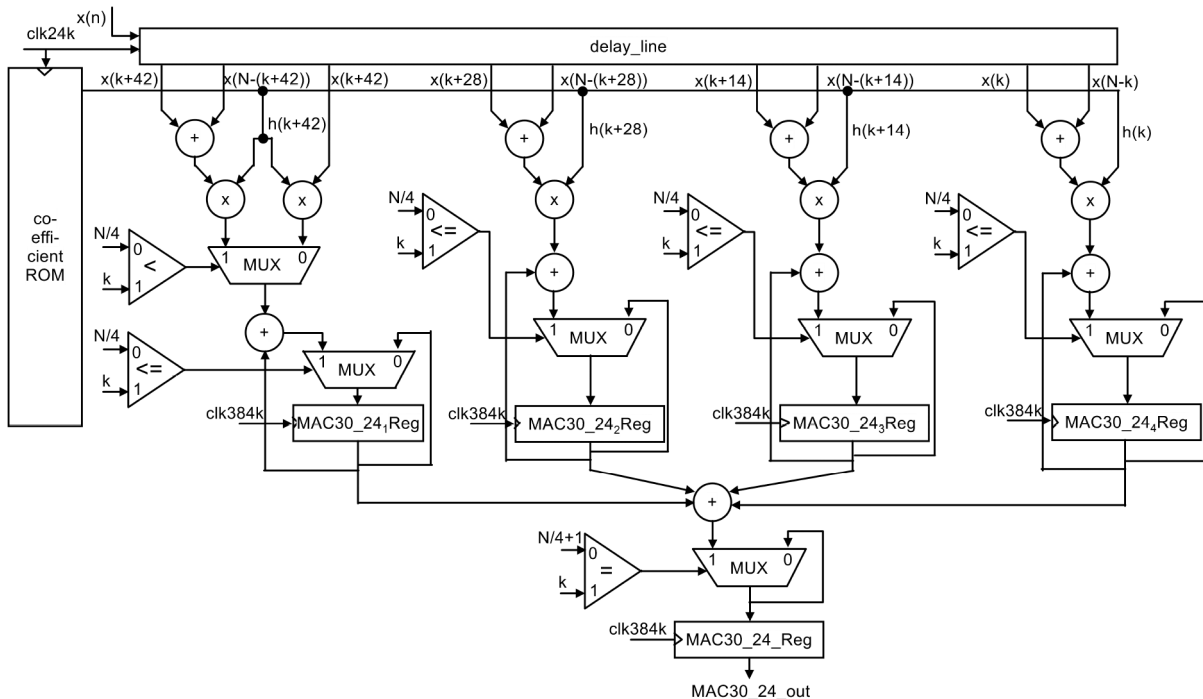 x(n)
clk24k
delay_line
x(k+42) x(N-(k+42)) x(k+42) x(k+28) x(N-(k+28)) x(k+14) x(N-(k+14)) x(k) x(N-k)
+ h(k+42) + h(k+28) + h(k+14) + h(k)
x x x x x
co-
effi-
cient
ROM
N/4 0 N/4 0 N/4 0 N/4 0
< <= <= <=
k 1 k 1 k 1 k 1
1 MUX 0
+ + +
N/4 0
<=
k 1
+
1 MUX 0 1 MUX 0 1 MUX 0 1 MUX 0
clk384k clk384k clk384k clk384k
MAC30_24₁Reg MAC30_24₂Reg MAC30_24₃Reg MAC30_24₄Reg
+
N/4+1 0
=
k 1
1 MUX 0
clk384k
MAC30_24_Reg
MAC30_24_out